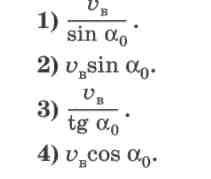 1) υ_в / sin α₀ .
2) υ_в sin α₀.
3) υ_в / tg α₀ .
4) υ_в cos α₀.